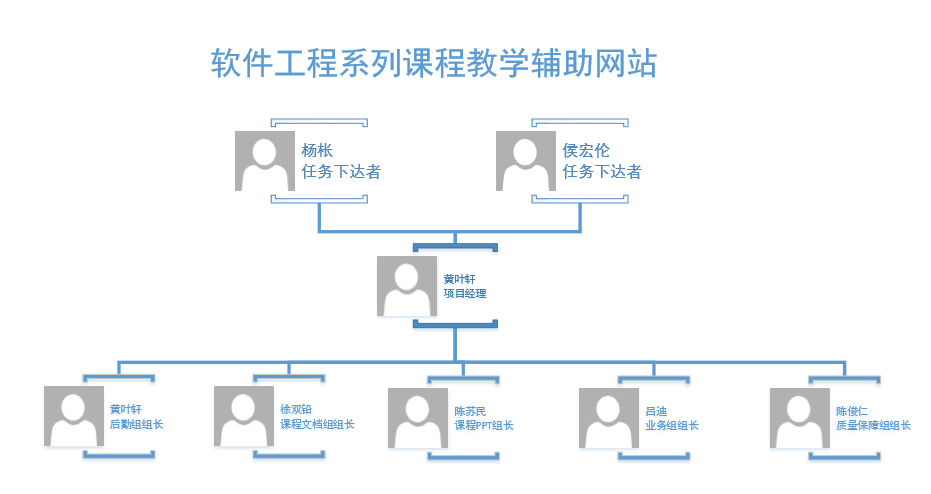 软件工程系列课程教学辅助网站
杨枨
任务下达者
侯宏伦
任务下达者
黄叶轩
项目经理
黄叶轩
后勤组组长
徐双铅
课程文档组组长
陈苏民
课程PPT组长
吕迪
业务组组长
陈俊仁
质量保障组组长